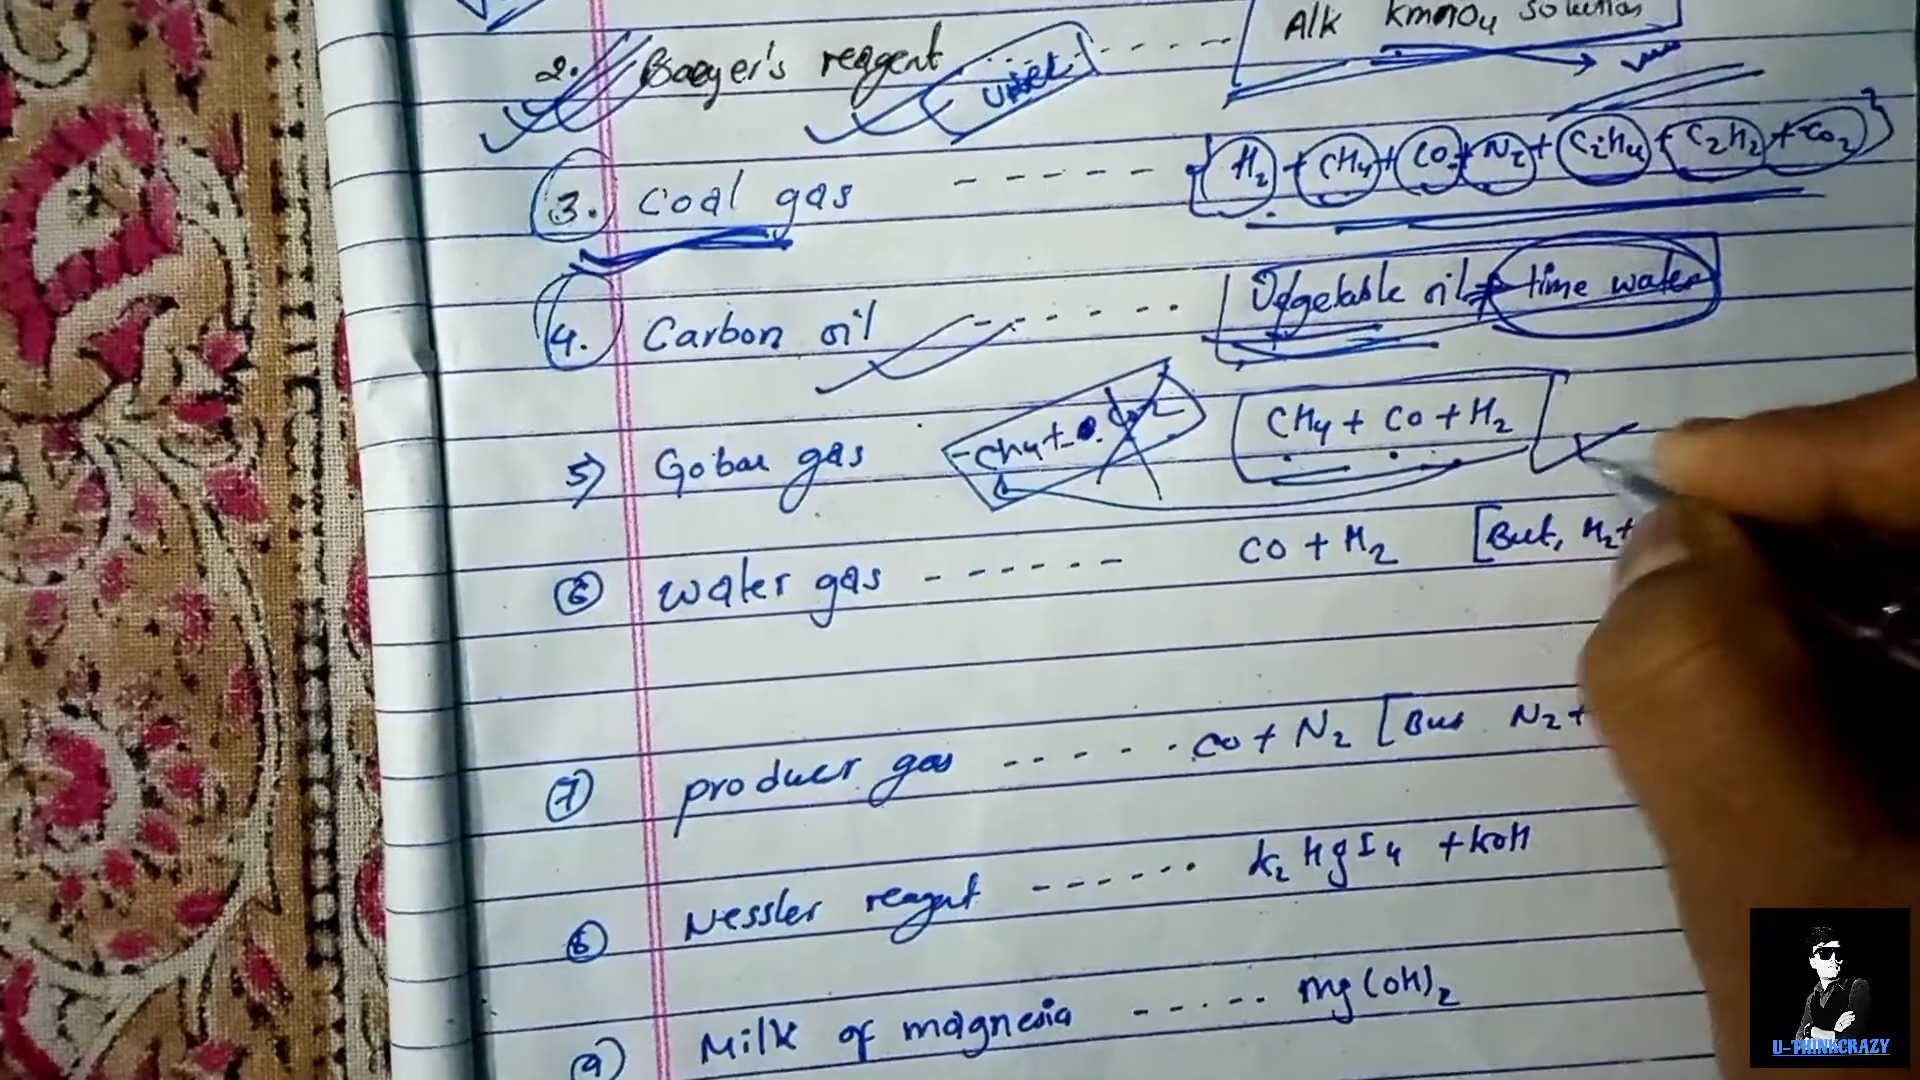 Alk kmno4 solution
2. Baeyer's reagent
3. Coal gas ------ {H2 + CH4 + CO + N2 + C2H4 + C2H2 + CO2}
4. Carbon oil ------ Vegetable oil + lime water
5) Gobar gas CH4 + CO + H2
⑥ water gas ------ CO + H2 [But, H2+
⑦ producer gas ------ CO + N2 [But N2+
⑧ Nessler reagent ------ K2HgI4 + KOH
⑨ Milk of magnesia ----- mg(OH)2
U-THINKCRAZY